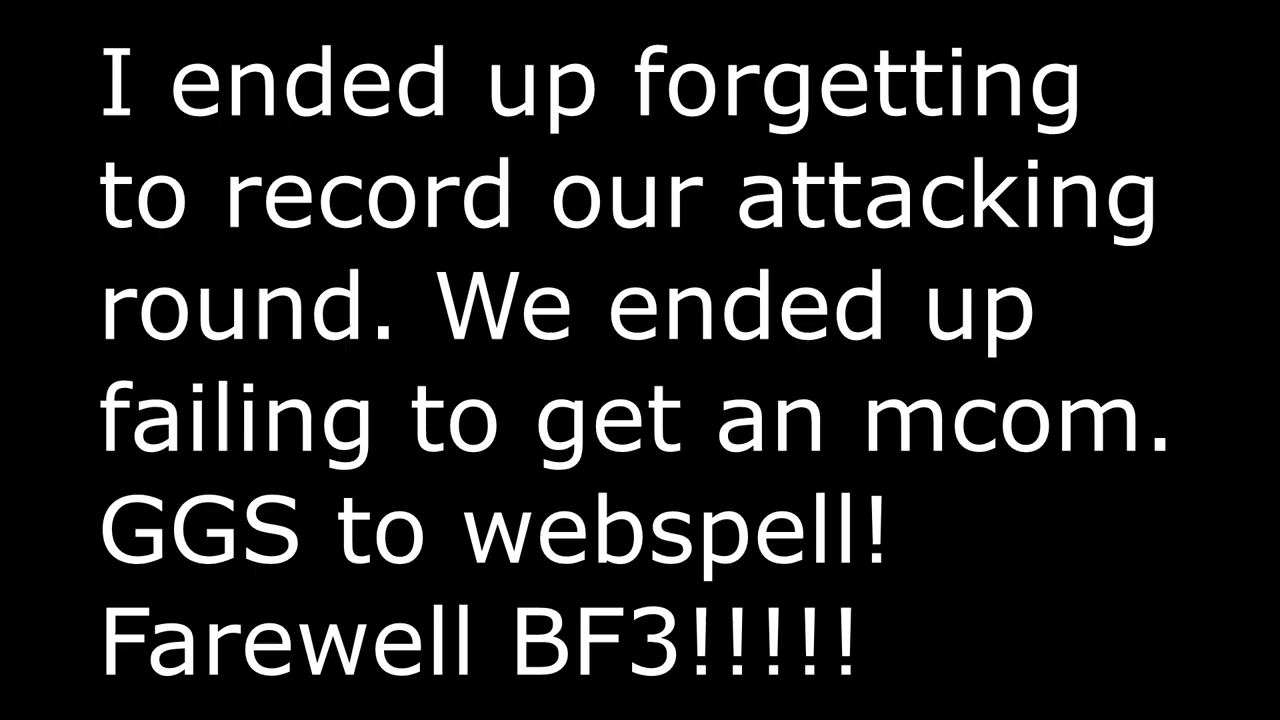 I ended up forgetting
to record our attacking
round. We ended up
failing to get an mcom.
GGS to webspell!
Farewell BF3!!!!!